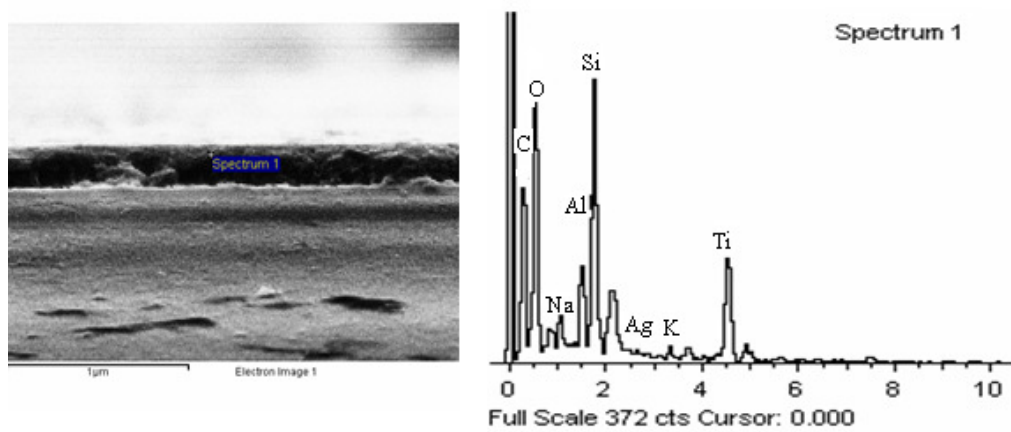 Spectrum 1
1µm
Electron Image 1
Spectrum 1
Si
O
C
Al
Ti
Na
Ag
K
0 2 4 6 8 10
Full Scale 372 cts Cursor: 0.000